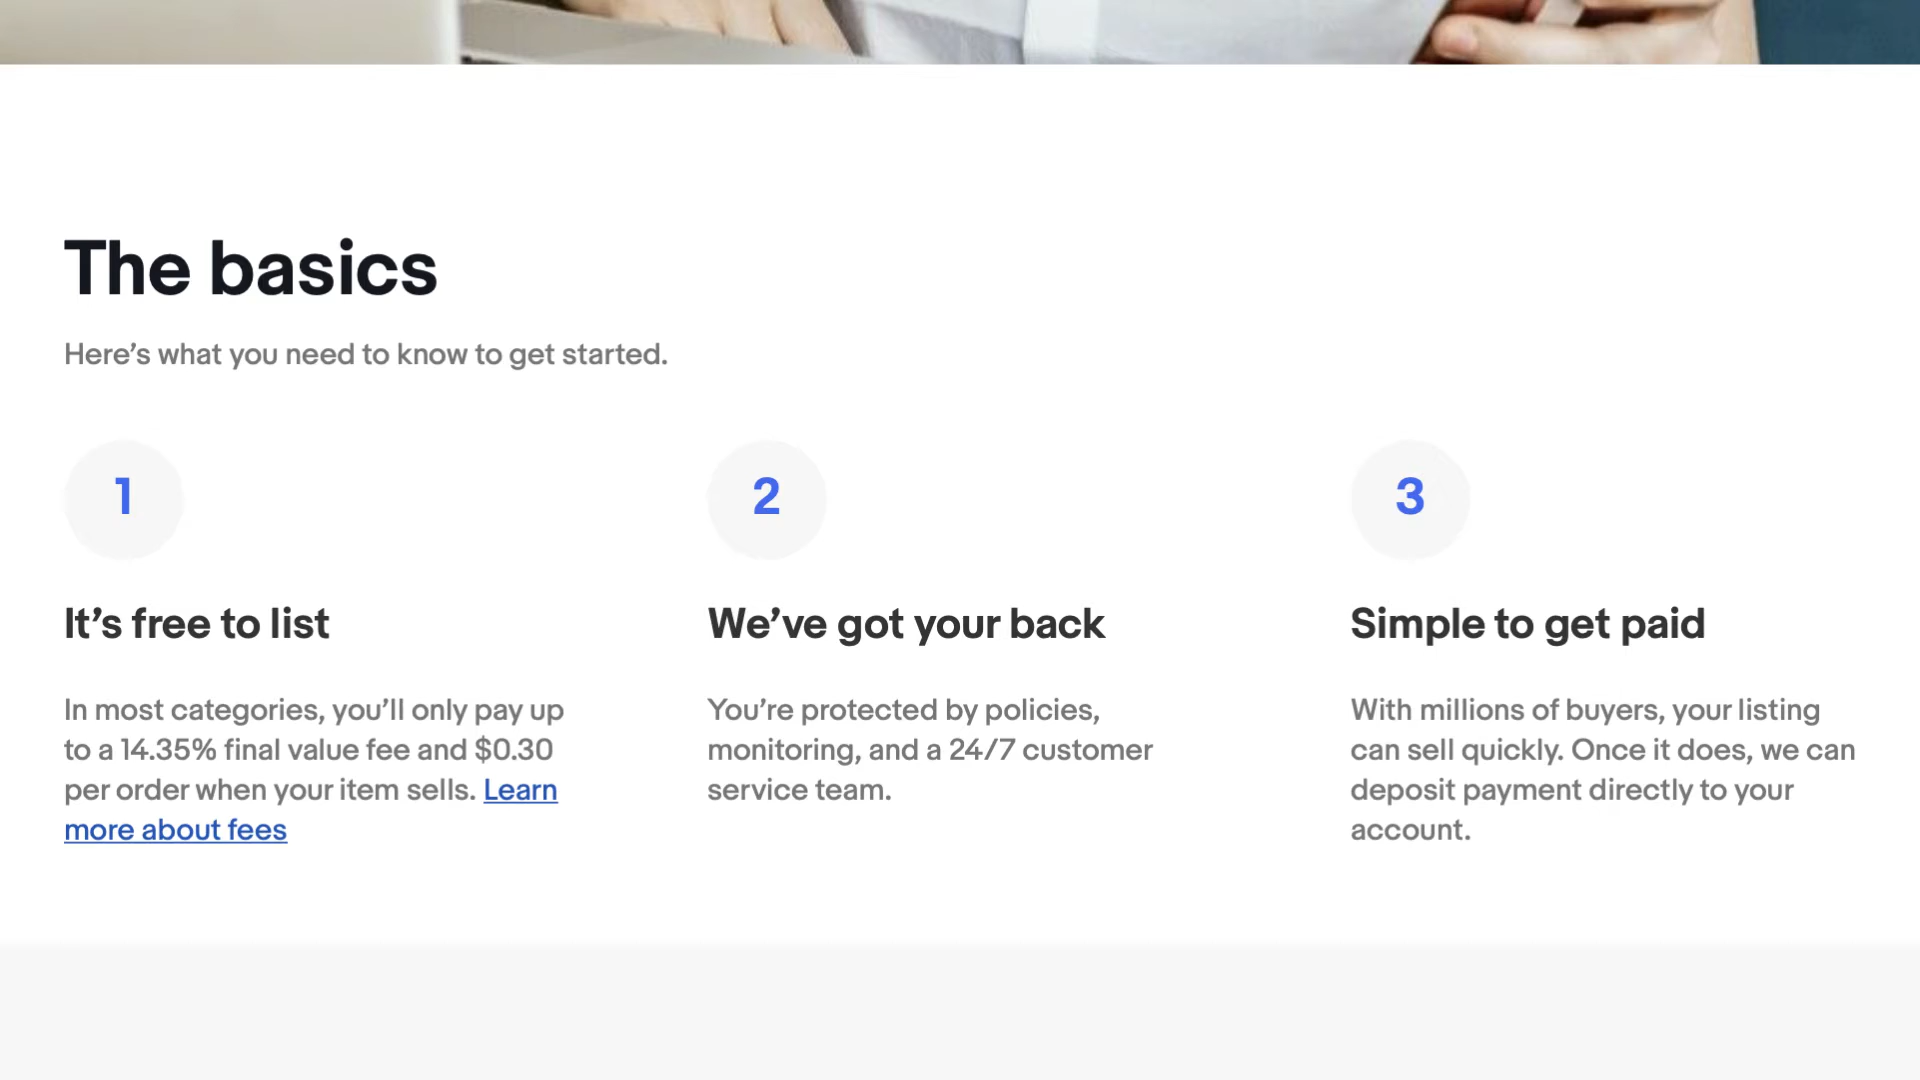 The basics
Here’s what you need to know to get started.
1
It’s free to list
In most categories, you’ll only pay up
to a 14.35% final value fee and $0.30
per order when your item sells. Learn
more about fees
2
We’ve got your back
You’re protected by policies,
monitoring, and a 24/7 customer
service team.
3
Simple to get paid
With millions of buyers, your listing
can sell quickly. Once it does, we can
deposit payment directly to your
account.